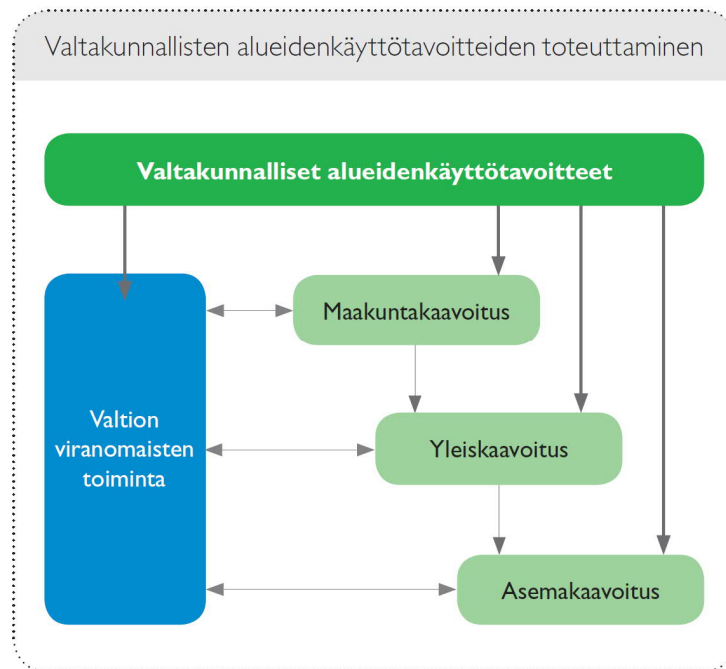 Valtakunnallisten alueidenkäyttötavoitteiden toteuttaminen
Valtakunnalliset alueidenkäyttötavoitteet
Maakuntakaavoitus
Valtion
viranomaisten
toiminta
Yleiskaavoitus
Asemakaavoitus